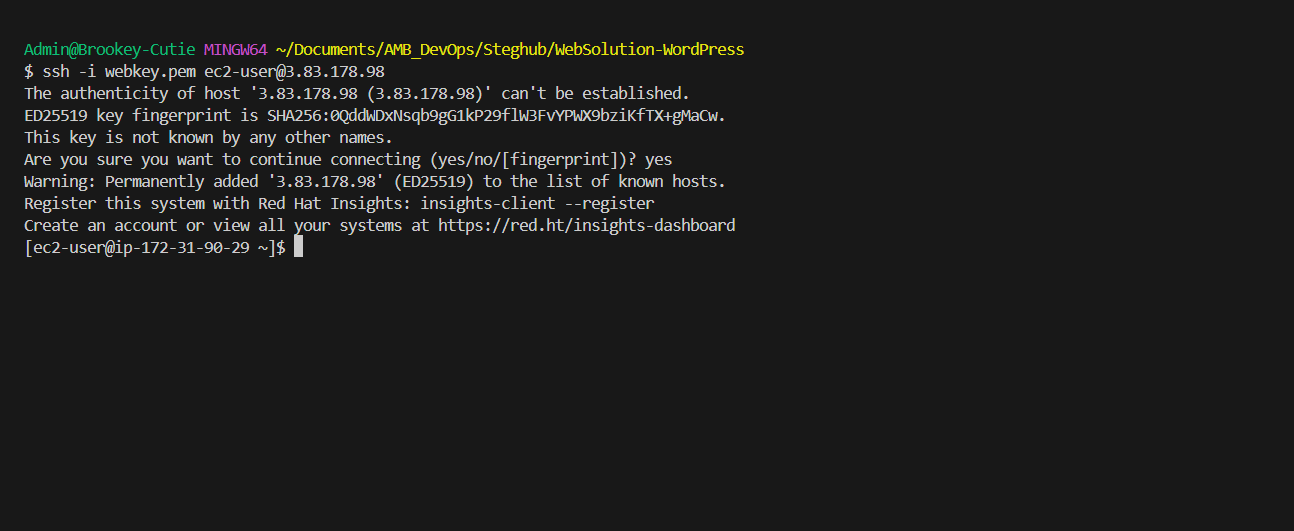 Admin@Brookey-Cutie MINGW64 ~/Documents/AMB_DevOps/Steghub/WebSolution-WordPress
$ ssh -i webkey.pem ec2-user@3.83.178.98
The authenticity of host '3.83.178.98 (3.83.178.98)' can't be established.
ED25519 key fingerprint is SHA256:0QddWDxNsqb9gG1kP29flW3FvYPWX9bziKfTX+gMaCw.
This key is not known by any other names.
Are you sure you want to continue connecting (yes/no/[fingerprint])? yes
Warning: Permanently added '3.83.178.98' (ED25519) to the list of known hosts.
Register this system with Red Hat Insights: insights-client --register
Create an account or view all your systems at https://red.ht/insights-dashboard
[ec2-user@ip-172-31-90-29 ~]$